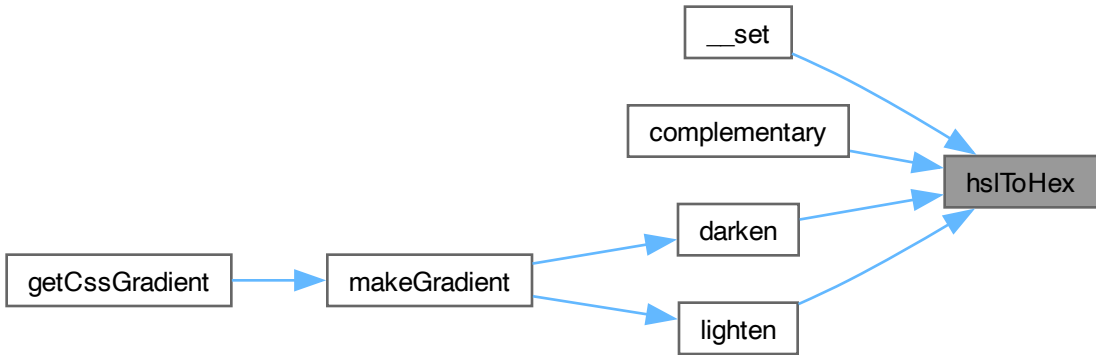 __set
complementary
hslToHex
darken
getCssGradient
makeGradient
lighten